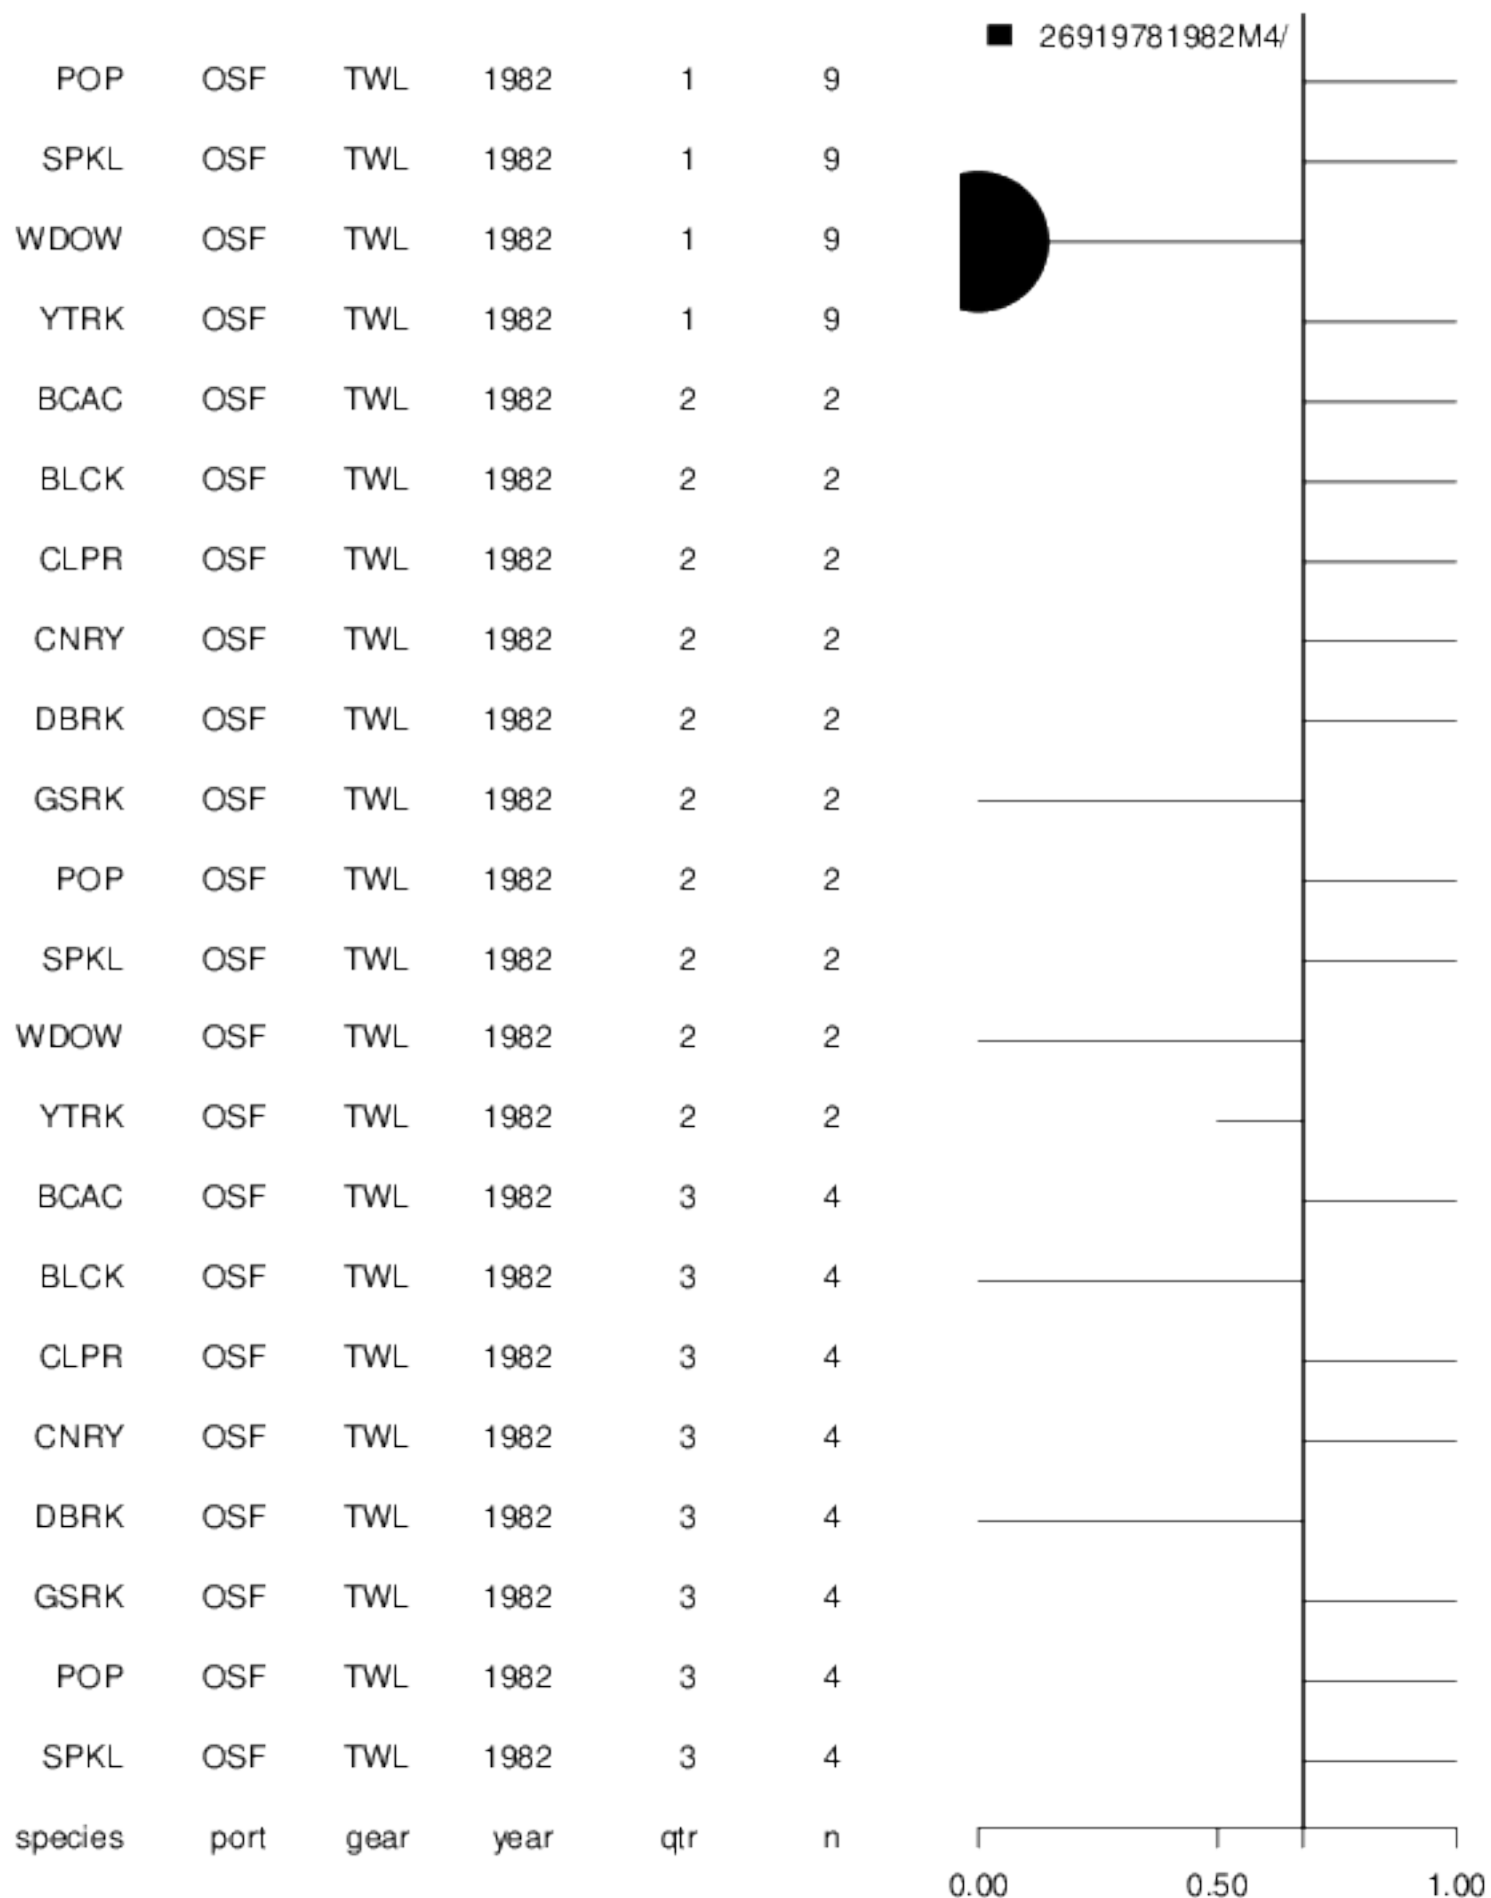 26919781982M4/
POP OSF TWL 1982 1 9
SPKL OSF TWL 1982 1 9
WDOW OSF TWL 1982 1 9
YTRK OSF TWL 1982 1 9
BCAC OSF TWL 1982 2 2
BLCK OSF TWL 1982 2 2
CLPR OSF TWL 1982 2 2
CNRY OSF TWL 1982 2 2
DBRK OSF TWL 1982 2 2
GSRK OSF TWL 1982 2 2
POP OSF TWL 1982 2 2
SPKL OSF TWL 1982 2 2
WDOW OSF TWL 1982 2 2
YTRK OSF TWL 1982 2 2
BCAC OSF TWL 1982 3 4
BLCK OSF TWL 1982 3 4
CLPR OSF TWL 1982 3 4
CNRY OSF TWL 1982 3 4
DBRK OSF TWL 1982 3 4
GSRK OSF TWL 1982 3 4
POP OSF TWL 1982 3 4
SPKL OSF TWL 1982 3 4
species port gear year qtr n
0.00 0.50 1.00